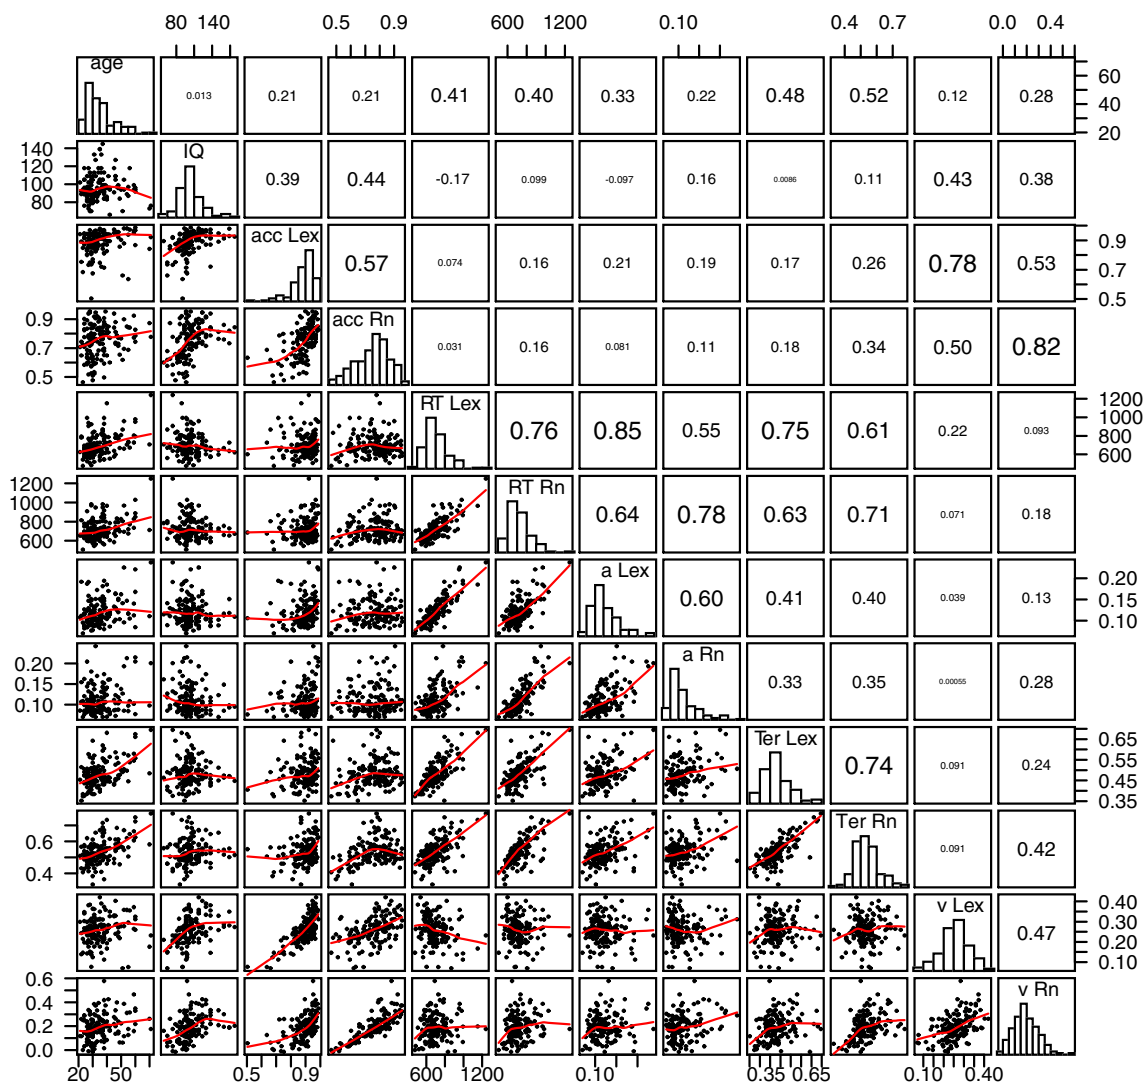 80 140 0.5 0.9 600 1200 0.10 0.4 0.7 0.0 0.4
age 0.013 0.21 0.21 0.41 0.40 0.33 0.22 0.48 0.52 0.12 0.28 20 40 60
80 100 120 140 IQ 0.39 0.44 -0.17 0.099 -0.097 0.16 0.0086 0.11 0.43 0.38
acc Lex 0.57 0.074 0.16 0.21 0.19 0.17 0.26 0.78 0.53 0.5 0.7 0.9
0.5 0.7 0.9 acc Rn 0.031 0.16 0.081 0.11 0.18 0.34 0.50 0.82
RT Lex 0.76 0.85 0.55 0.75 0.61 0.22 0.093 600 800 1000 1200
600 800 1000 1200 RT Rn 0.64 0.78 0.63 0.71 0.071 0.18
a Lex 0.60 0.41 0.40 0.039 0.13 0.10 0.15 0.20
0.10 0.15 0.20 a Rn 0.33 0.35 0.00055 0.28
Ter Lex 0.74 0.091 0.24 0.35 0.45 0.55 0.65
0.4 0.6 Ter Rn 0.091 0.42
v Lex 0.47 0.10 0.20 0.30 0.40
0.0 0.2 0.4 0.6 v Rn
20 50 0.5 0.9 600 1200 0.10 0.35 0.65 0.10 0.40